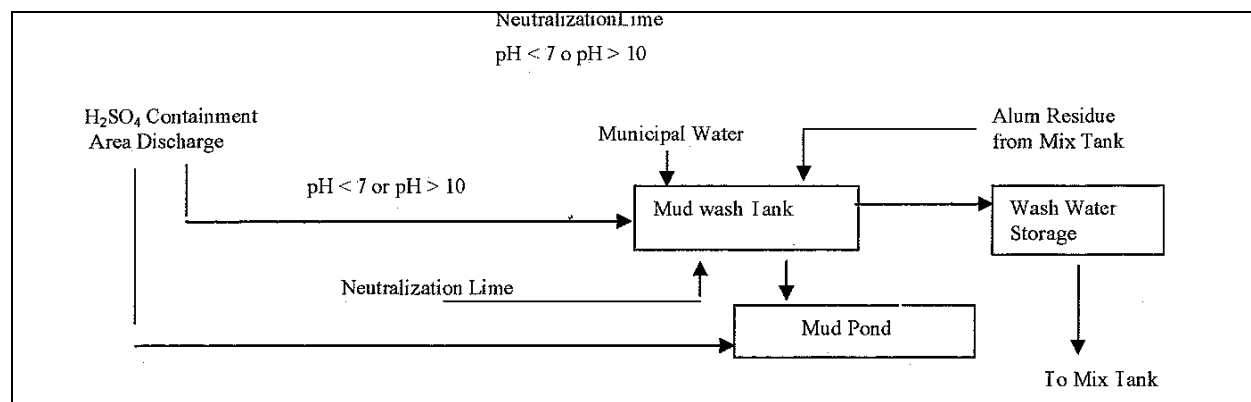 NeutralizationLime
pH < 7 o pH > 10
H₂SO₄ Containment
Area Discharge
Municipal Water
Alum Residue
from Mix Tank
pH < 7 or pH > 10
Mud wash Tank
Wash Water
Storage
Neutralization Lime
Mud Pond
To Mix Tank